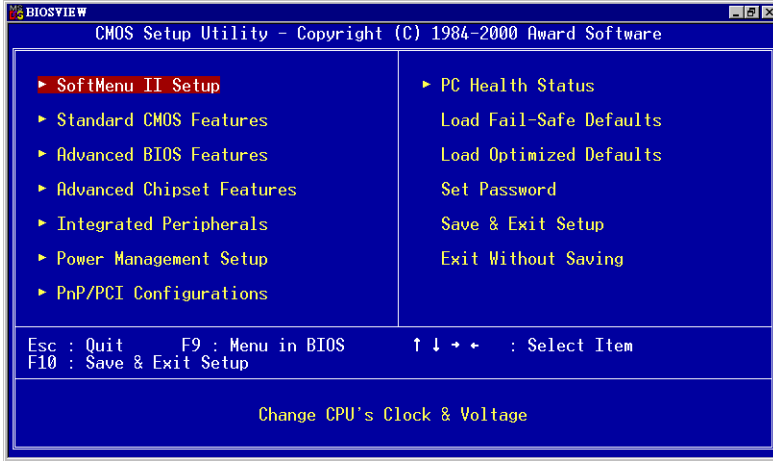 BIOSVIEW
CMOS Setup Utility - Copyright (C) 1984-2000 Award Software
▶ SoftMenu II Setup
▶ Standard CMOS Features
▶ Advanced BIOS Features
▶ Advanced Chipset Features
▶ Integrated Peripherals
▶ Power Management Setup
▶ PnP/PCI Configurations
▶ PC Health Status
Load Fail-Safe Defaults
Load Optimized Defaults
Set Password
Save & Exit Setup
Exit Without Saving
Esc : Quit F9 : Menu in BIOS ↑ ↓ → ← : Select Item
F10 : Save & Exit Setup
Change CPU's Clock & Voltage